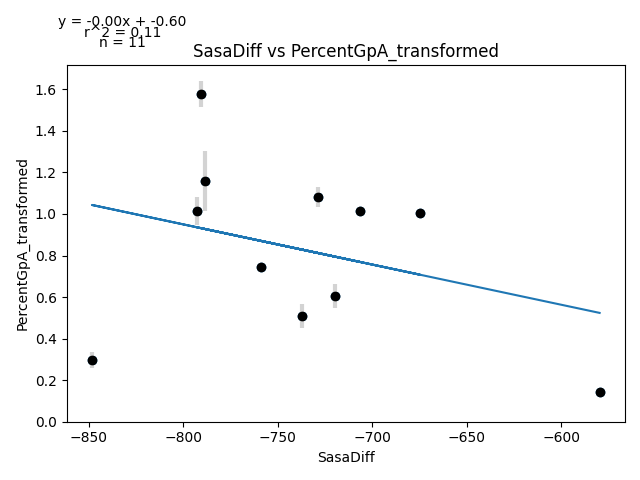 y = -0.00x + -0.60
r^2 = 0.11
n = 11
SasaDiff vs PercentGpA_transformed
PercentGpA_transformed
1.6
1.4
1.2
1.0
0.8
0.6
0.4
0.2
0.0
−850 −800 −750 −700 −650 −600
SasaDiff